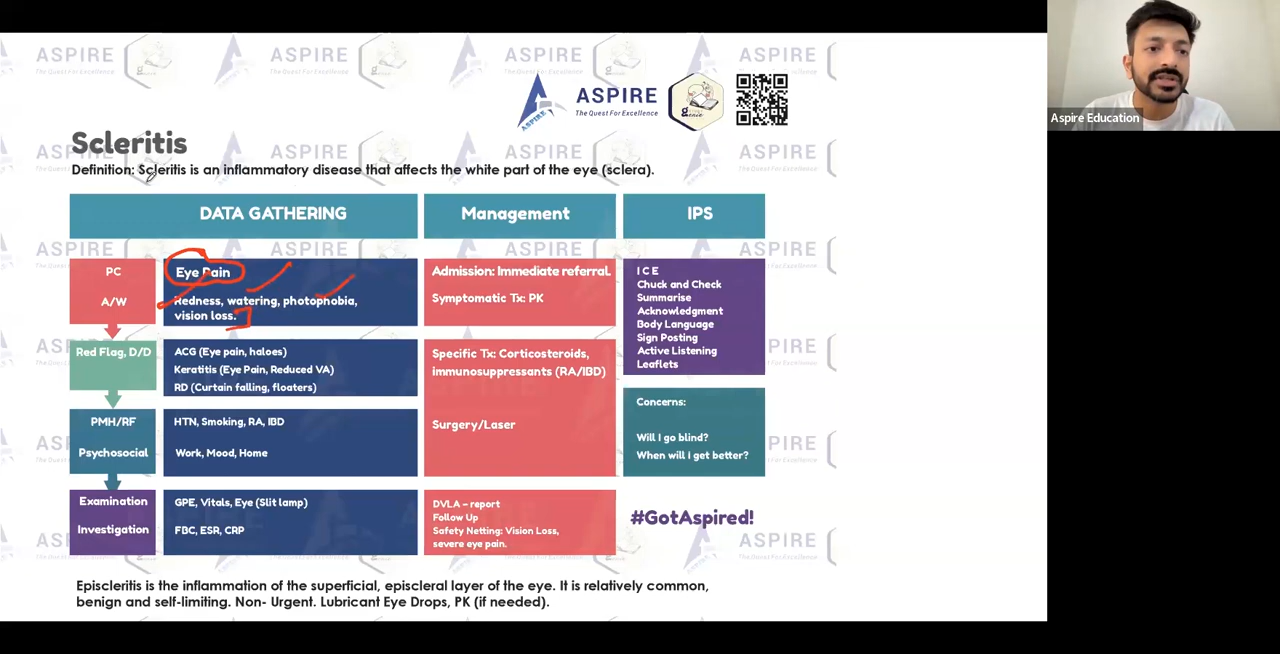 ASPIRE
The Quest For Excellence
Scleritis
Definition: Scleritis is an inflammatory disease that affects the white part of the eye (sclera).
DATA GATHERING
Management
IPS
PC
Eye Pain
A/W
Redness, watering, photophobia,
vision loss.
Admission: Immediate referral.
Symptomatic Tx: PK
I C E
Chuck and Check
Summarise
Acknowledgment
Body Language
Sign Posting
Active Listening
Leaflets
Red Flag, D/D
ACG (Eye pain, haloes)
Keratitis (Eye Pain, Reduced VA)
RD (Curtain falling, floaters)
Specific Tx: Corticosteroids,
immunosuppressants (RA/IBD)
Surgery/Laser
PMH/RF
HTN, Smoking, RA, IBD
Psychosocial
Work, Mood, Home
Concerns:
Will I go blind?
When will I get better?
Examination
GPE, Vitals, Eye (Slit lamp)
Investigation
FBC, ESR, CRP
DVLA – report
Follow Up
Safety Netting: Vision Loss,
severe eye pain.
#GotAspired!
Episcleritis is the inflammation of the superficial, episcleral layer of the eye. It is relatively common,
benign and self-limiting. Non- Urgent. Lubricant Eye Drops, PK (if needed).
Aspire Education